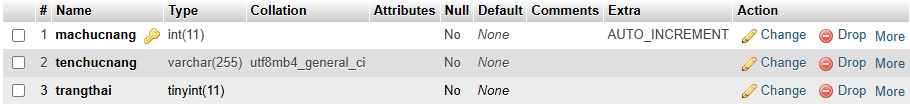 # Name Type Collation Attributes Null Default Comments Extra Action
1 machucnang int(11) No None AUTO_INCREMENT Change Drop More
2 tenchucnang varchar(255) utf8mb4_general_ci No None Change Drop More
3 trangthai tinyint(11) No None Change Drop More